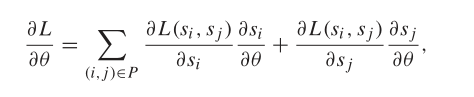 ∂L/∂θ = ∑_{(i,j)∈P} ∂L(s_i, s_j)/∂s_i ∂s_i/∂θ + ∂L(s_i, s_j)/∂s_j ∂s_j/∂θ,